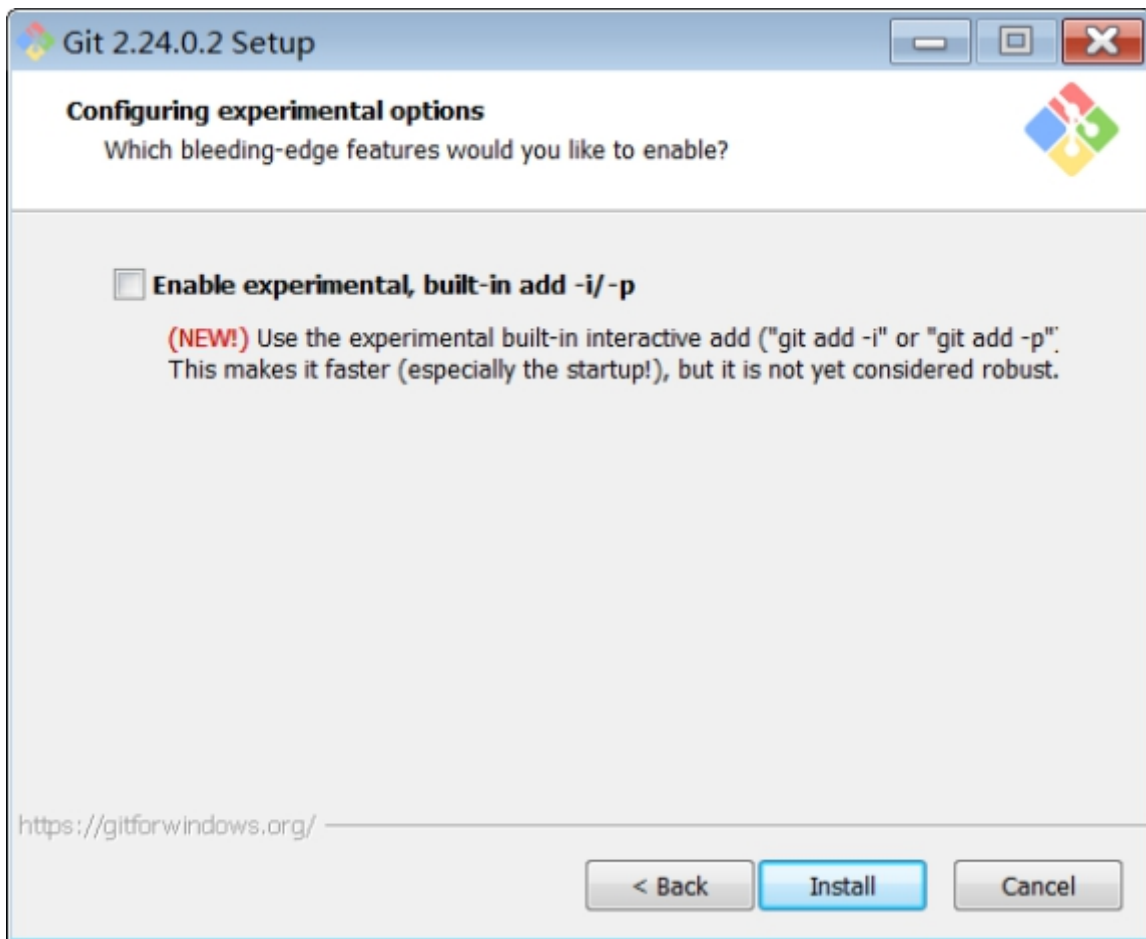 Git 2.24.0.2 Setup
Configuring experimental options
Which bleeding-edge features would you like to enable?
Enable experimental, built-in add -i/-p
(NEW!) Use the experimental built-in interactive add ("git add -i" or "git add -p"
This makes it faster (especially the startup!), but it is not yet considered robust.
https://gitforwindows.org/
< Back Install Cancel